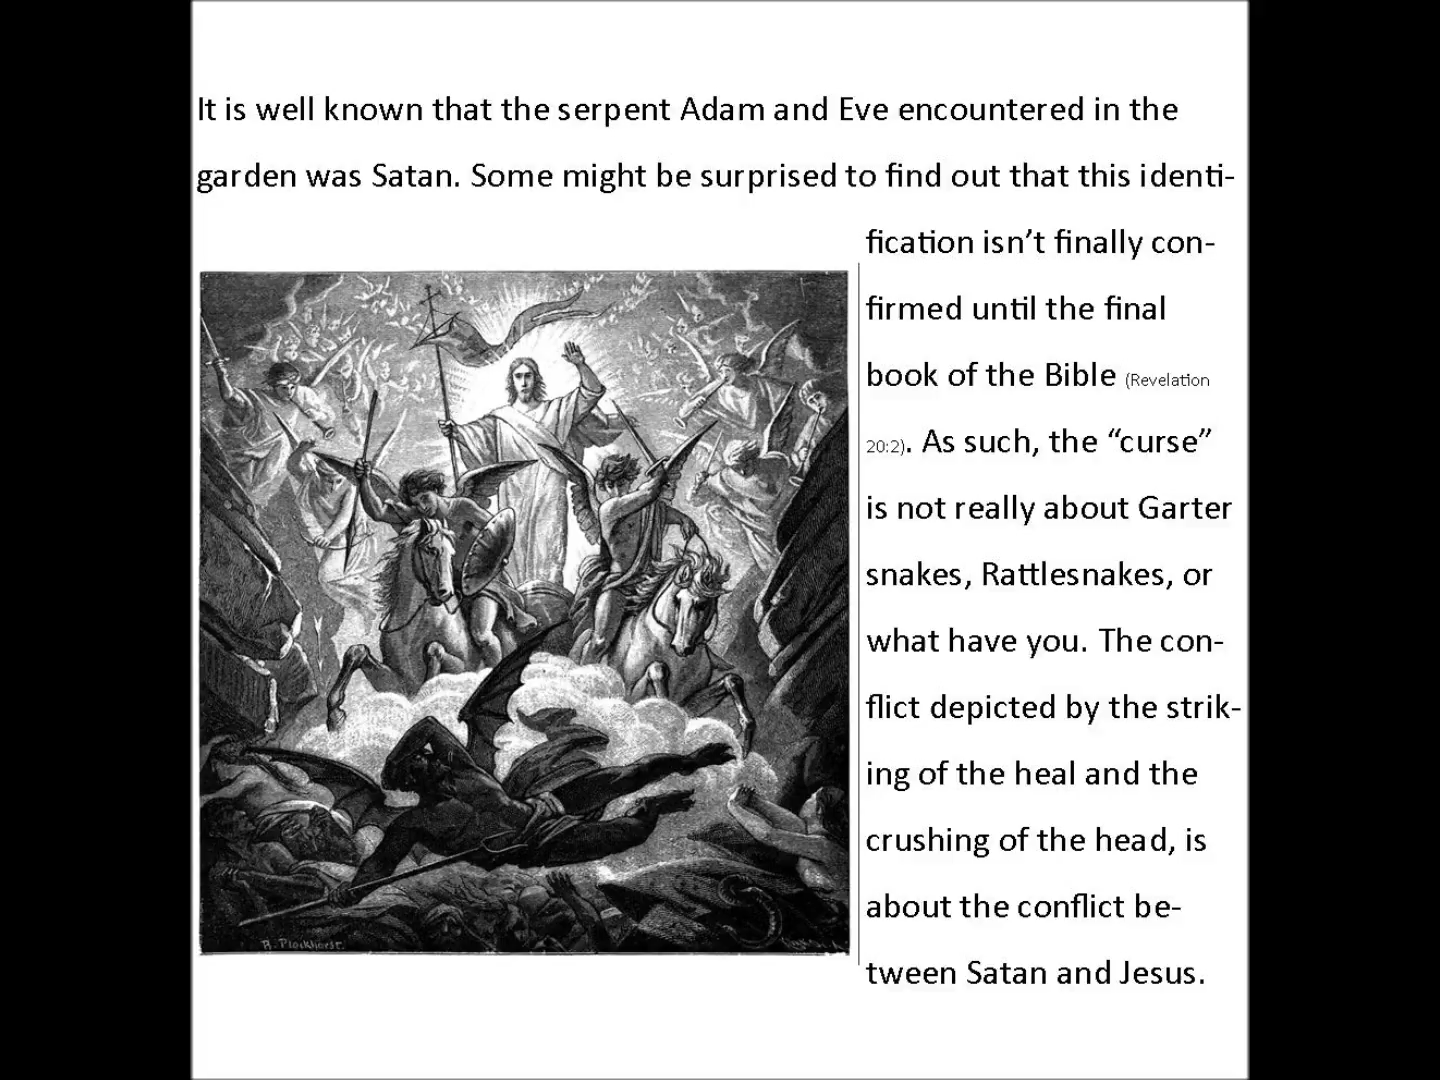 It is well known that the serpent Adam and Eve encountered in the
garden was Satan. Some might be surprised to find out that this identi-
fication isn’t finally con-
firmed until the final
book of the Bible (Revelation
20:2). As such, the “curse”
is not really about Garter
snakes, Rattlesnakes, or
what have you. The con-
flict depicted by the strik-
ing of the heal and the
crushing of the head, is
about the conflict be-
tween Satan and Jesus.
B. Plockhorst.